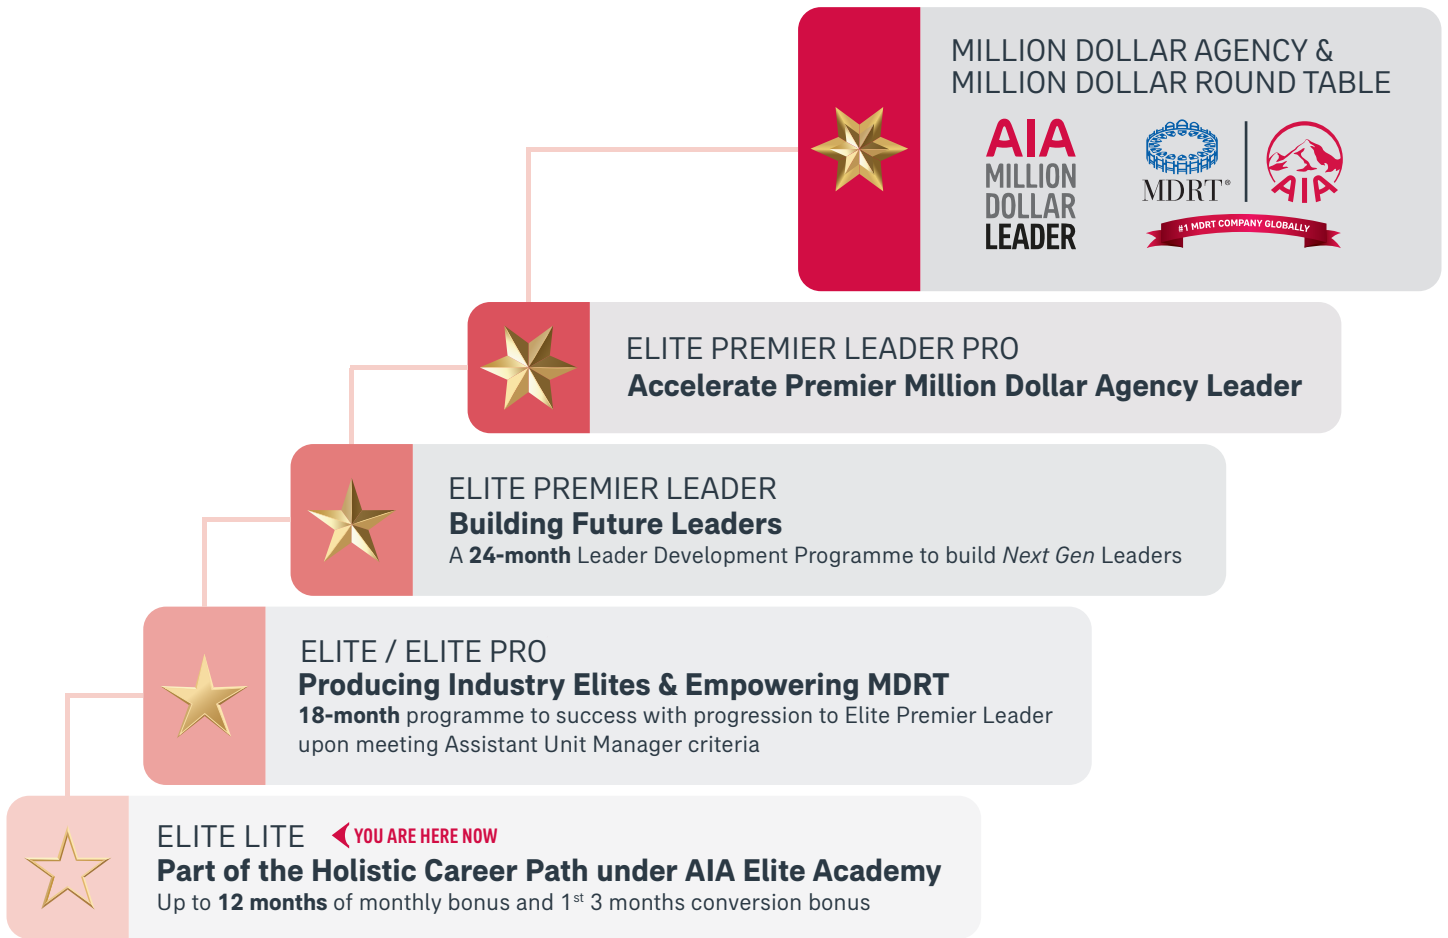 MILLION DOLLAR AGENCY &
MILLION DOLLAR ROUND TABLE
AIA
MILLION
DOLLAR
LEADER
MDRT®
AIA
#1 MDRT COMPANY GLOBALLY
ELITE PREMIER LEADER PRO
Accelerate Premier Million Dollar Agency Leader
ELITE PREMIER LEADER
Building Future Leaders
A 24-month Leader Development Programme to build Next Gen Leaders
ELITE / ELITE PRO
Producing Industry Elites & Empowering MDRT
18-month programme to success with progression to Elite Premier Leader
upon meeting Assistant Unit Manager criteria
ELITE LITE YOU ARE HERE NOW
Part of the Holistic Career Path under AIA Elite Academy
Up to 12 months of monthly bonus and 1st 3 months conversion bonus